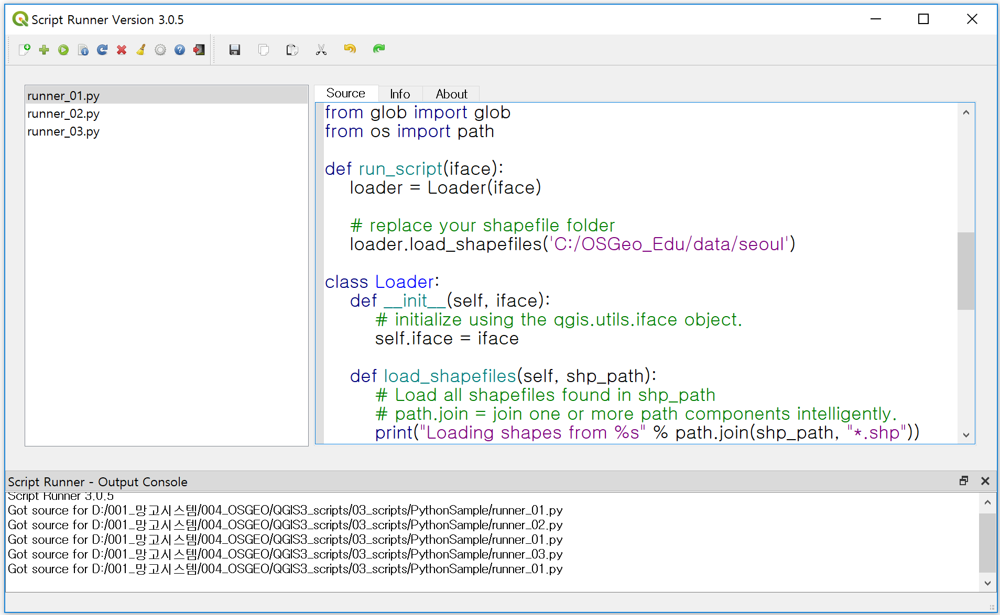 Script Runner Version 3.0.5
runner_01.py
runner_02.py
runner_03.py
Source Info About
from glob import glob
from os import path
def run_script(iface):
loader = Loader(iface)
# replace your shapefile folder
loader.load_shapefiles('C:/OSGeo_Edu/data/seoul')
class Loader:
def __init__(self, iface):
# initialize using the qgis.utils.iface object.
self.iface = iface
def load_shapefiles(self, shp_path):
# Load all shapefiles found in shp_path
# path.join = join one or more path components intelligently.
print("Loading shapes from %s" % path.join(shp_path, "*.shp"))
Script Runner - Output Console
Script Runner 3.0.5
Got source for D:/001_망고시스템/004_OSGEO/QGIS3_scripts/03_scripts/PythonSample/runner_01.py
Got source for D:/001_망고시스템/004_OSGEO/QGIS3_scripts/03_scripts/PythonSample/runner_02.py
Got source for D:/001_망고시스템/004_OSGEO/QGIS3_scripts/03_scripts/PythonSample/runner_01.py
Got source for D:/001_망고시스템/004_OSGEO/QGIS3_scripts/03_scripts/PythonSample/runner_03.py
Got source for D:/001_망고시스템/004_OSGEO/QGIS3_scripts/03_scripts/PythonSample/runner_01.py